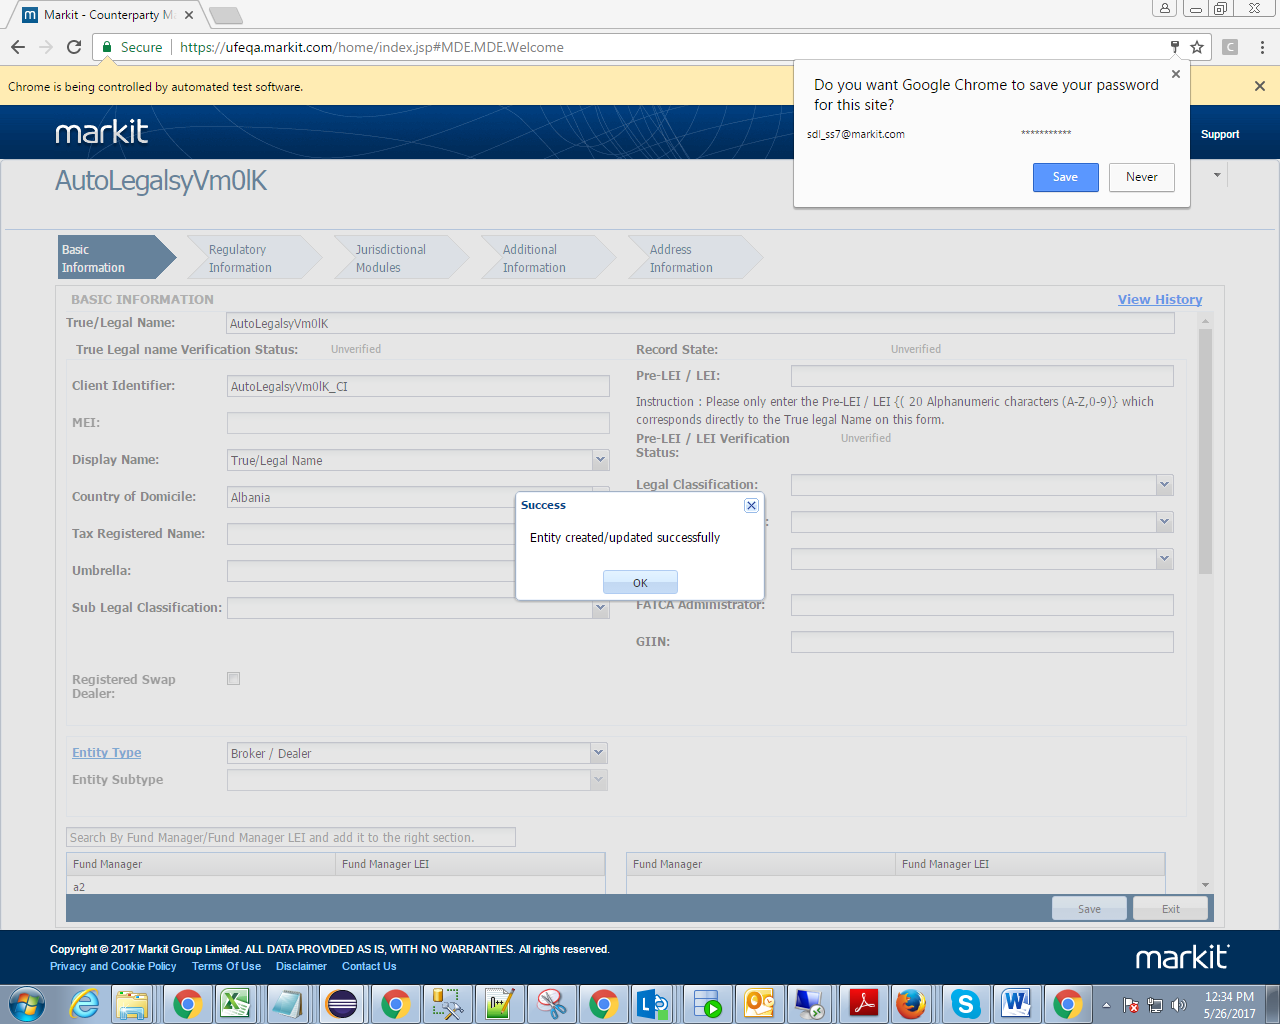 Markit - Counterparty M
Secure
https://ufeqa.markit.com/home/index.jsp#MDE.MDE.Welcome
C
Chrome is being controlled by automated test software.
Do you want Google Chrome to save your password
for this site?
sdl_ss7@markit.com ***********
Save Never
markit
Support
AutoLegalsyVm0lK
Basic
Information
Regulatory
Information
Jurisdictional
Modules
Additional
Information
Address
Information
BASIC INFORMATION
View History
True/Legal Name: AutoLegalsyVm0lK
True Legal name Verification Status: Unverified
Record State: Unverified
Client Identifier: AutoLegalsyVm0lK_CI
Pre-LEI / LEI:
Instruction : Please only enter the Pre-LEI / LEI {( 20 Alphanumeric characters (A-Z,0-9)} which
corresponds directly to the True legal Name on this form.
MEI:
Pre-LEI / LEI Verification
Status:
Unverified
Display Name: True/Legal Name
Legal Classification:
Country of Domicile: Albania
:
Tax Registered Name:
Umbrella:
Sub Legal Classification:
FATCA Administrator:
GIIN:
Success
Entity created/updated successfully
OK
Registered Swap
Dealer:
Entity Type Broker / Dealer
Entity Subtype
Search By Fund Manager/Fund Manager LEI and add it to the right section.
Fund Manager Fund Manager LEI
Fund Manager Fund Manager LEI
a2
Save Exit
Copyright © 2017 Markit Group Limited. ALL DATA PROVIDED AS IS, WITH NO WARRANTIES. All rights reserved.
Privacy and Cookie Policy Terms Of Use Disclaimer Contact Us
markit
12:34 PM
5/26/2017